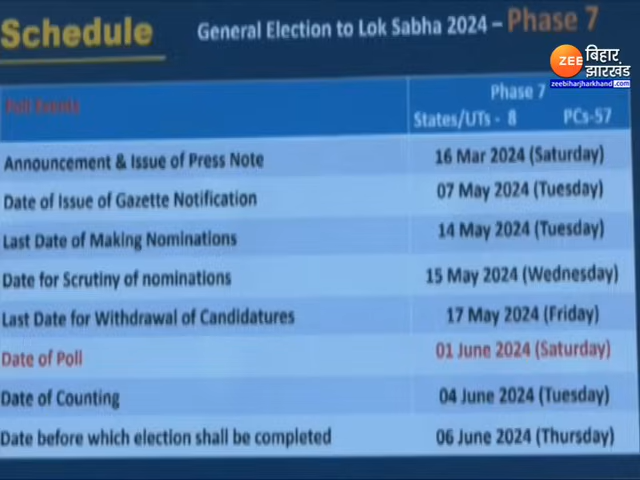 Schedule
General Election to Lok Sabha 2024 – Phase 7
ZEE बिहार झारखंड
zeebiharjharkhand.com
Poll Events
Phase 7
States/UTs - 8 PCs-57
Announcement & Issue of Press Note 16 Mar 2024 (Saturday)
Date of Issue of Gazette Notification 07 May 2024 (Tuesday)
Last Date of Making Nominations 14 May 2024 (Tuesday)
Date for Scrutiny of nominations 15 May 2024 (Wednesday)
Last Date for Withdrawal of Candidatures 17 May 2024 (Friday)
Date of Poll 01 June 2024 (Saturday)
Date of Counting 04 June 2024 (Tuesday)
Date before which election shall be completed 06 June 2024 (Thursday)